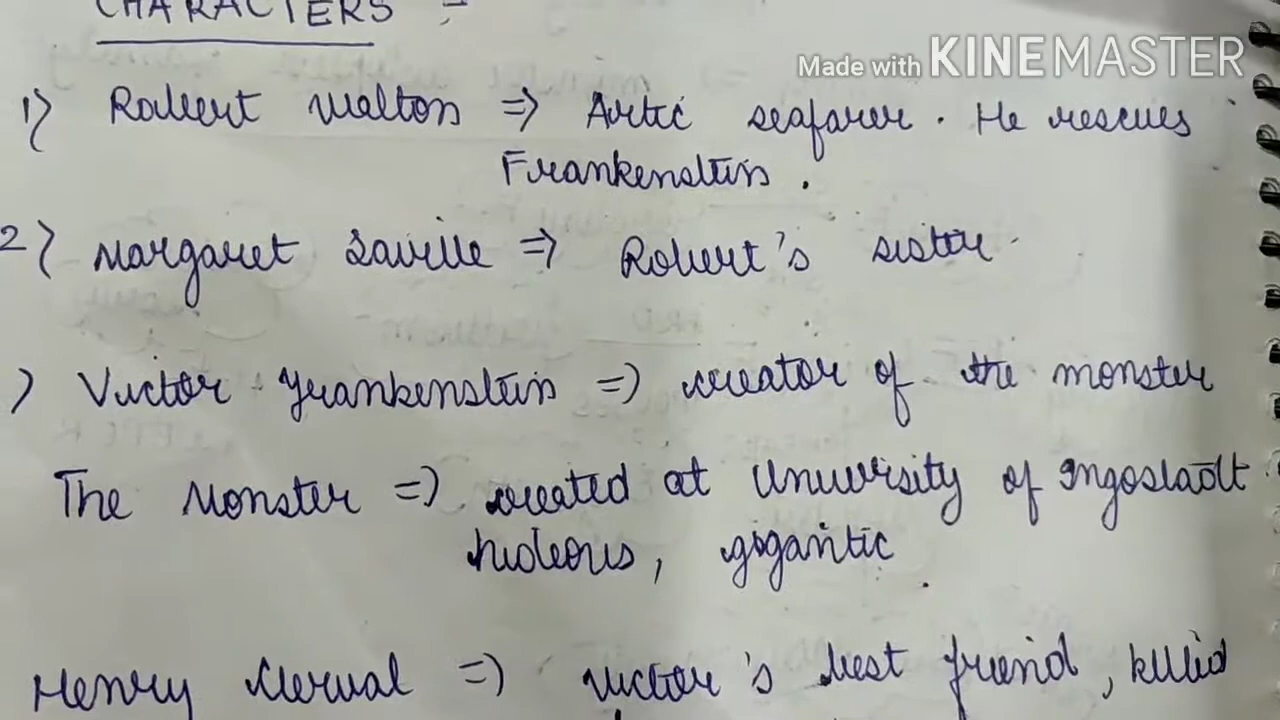 CHARACTERS :-
Made with KINEMASTER
1) Robert Walton => Artic seafarer. He rescues
Frankenstein.
2) Margaret Saville => Robert's sister
) Victor Frankenstein => creator of the monster
The Monster => created at University of Ingosladt
hideous, gigantic
Henry Clerval => Victor's best friend, killed